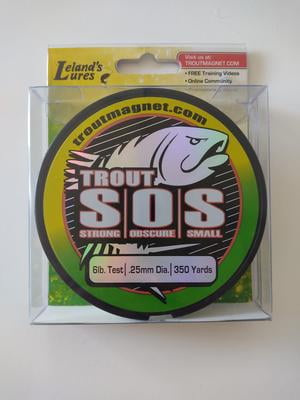 Leland's
Lures
Visit us at:
TROUTMAGNET.COM
• FREE Training Videos
• Online Community
troutmagnet.com
TROUT
S|O|S
STRONG OBSCURE SMALL
6lb. Test | .25mm Dia. | 350 Yards